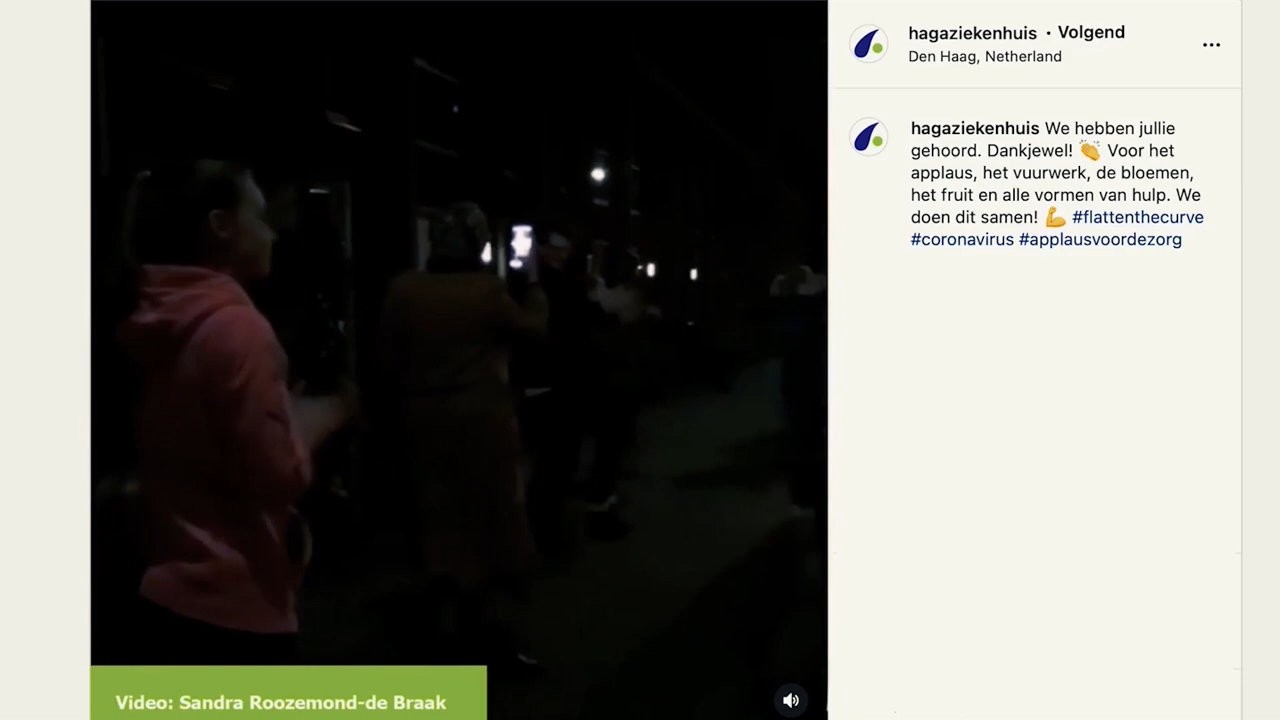 hagaziekenhuis • Volgend
Den Haag, Netherland
hagaziekenhuis We hebben jullie
gehoord. Dankjewel! 👏 Voor het
applaus, het vuurwerk, de bloemen,
het fruit en alle vormen van hulp. We
doen dit samen! 💪 #flattenthecurve
#coronavirus #applausvoordezorg
Video: Sandra Roozemond-de Braak